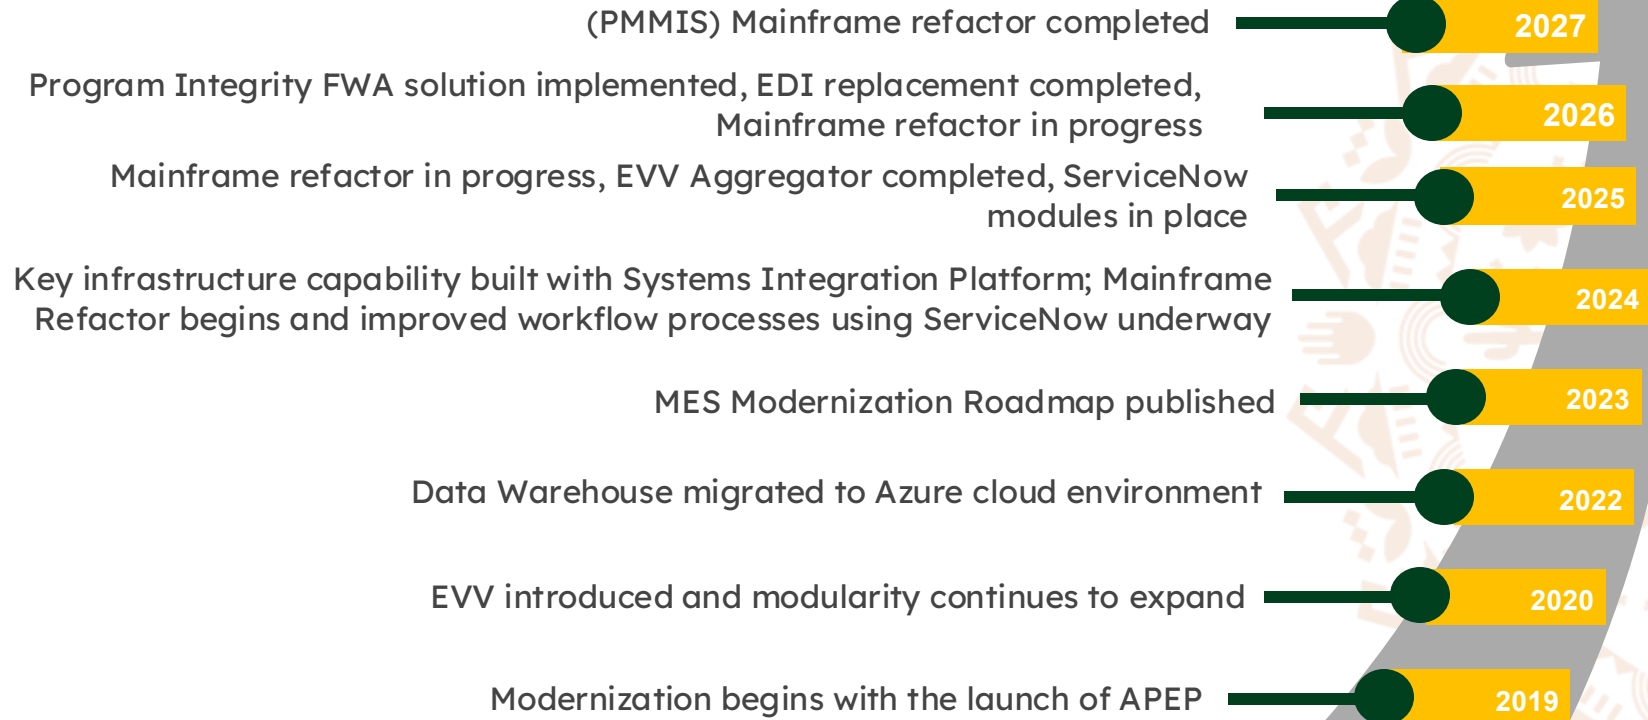 (PMMIS) Mainframe refactor completed
2027
Program Integrity FWA solution implemented, EDI replacement completed,
Mainframe refactor in progress
2026
Mainframe refactor in progress, EVV Aggregator completed, ServiceNow
modules in place
2025
Key infrastructure capability built with Systems Integration Platform; Mainframe
Refactor begins and improved workflow processes using ServiceNow underway
2024
MES Modernization Roadmap published
2023
Data Warehouse migrated to Azure cloud environment
2022
EVV introduced and modularity continues to expand
2020
Modernization begins with the launch of APEP
2019